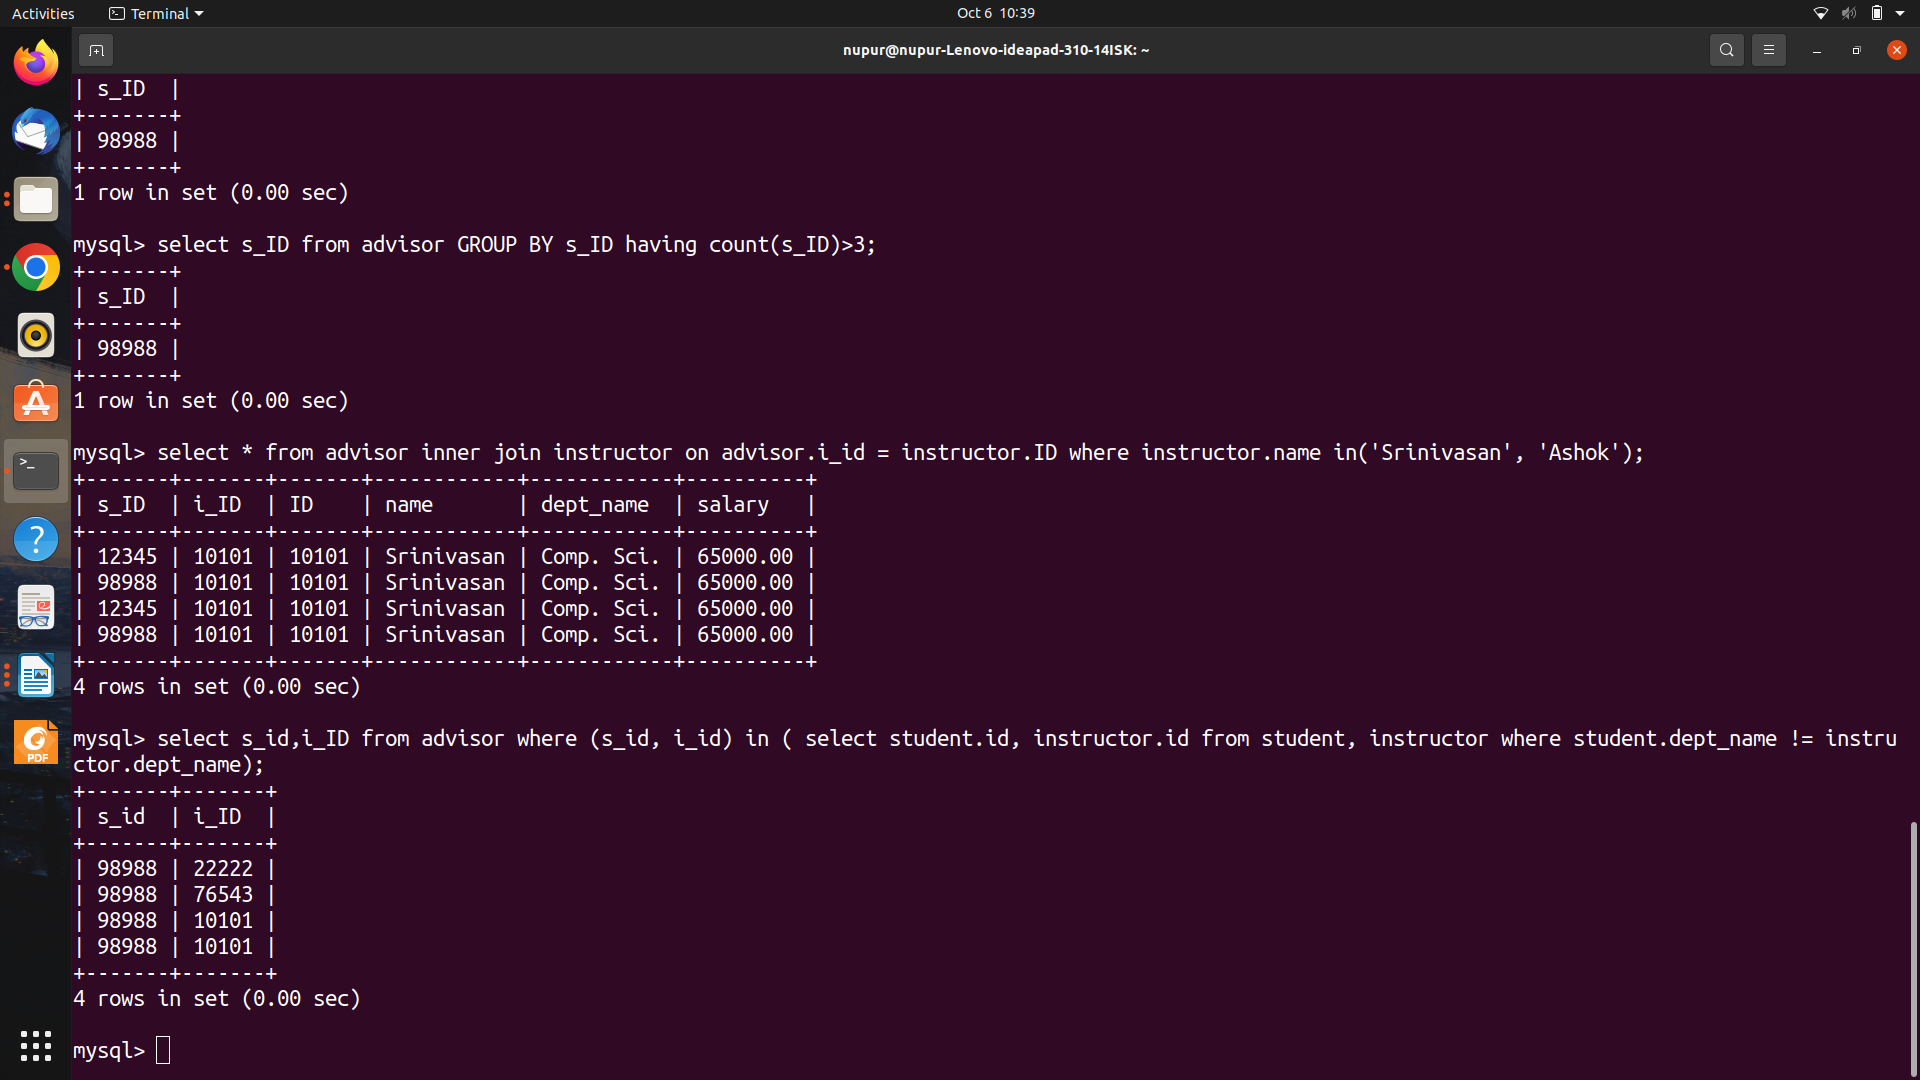 Activities
Terminal
Oct 6 10:39
nupur@nupur-Lenovo-ideapad-310-14ISK: ~
| s_ID  |
+-------+
| 98988 |
+-------+
1 row in set (0.00 sec)
mysql> select s_ID from advisor GROUP BY s_ID having count(s_ID)>3;
+-------+
| s_ID  |
+-------+
| 98988 |
+-------+
1 row in set (0.00 sec)
mysql> select * from advisor inner join instructor on advisor.i_id = instructor.ID where instructor.name in('Srinivasan', 'Ashok');
+-------+-------+-------+------------+------------+----------+
| s_ID  | i_ID  | ID    | name       | dept_name  | salary   |
+-------+-------+-------+------------+------------+----------+
| 12345 | 10101 | 10101 | Srinivasan | Comp. Sci. | 65000.00 |
| 98988 | 10101 | 10101 | Srinivasan | Comp. Sci. | 65000.00 |
| 12345 | 10101 | 10101 | Srinivasan | Comp. Sci. | 65000.00 |
| 98988 | 10101 | 10101 | Srinivasan | Comp. Sci. | 65000.00 |
+-------+-------+-------+------------+------------+----------+
4 rows in set (0.00 sec)
mysql> select s_id,i_ID from advisor where (s_id, i_id) in ( select student.id, instructor.id from student, instructor where student.dept_name != instru
ctor.dept_name);
+-------+-------+
| s_id  | i_ID  |
+-------+-------+
| 98988 | 22222 |
| 98988 | 76543 |
| 98988 | 10101 |
| 98988 | 10101 |
+-------+-------+
4 rows in set (0.00 sec)
mysql>
PDF